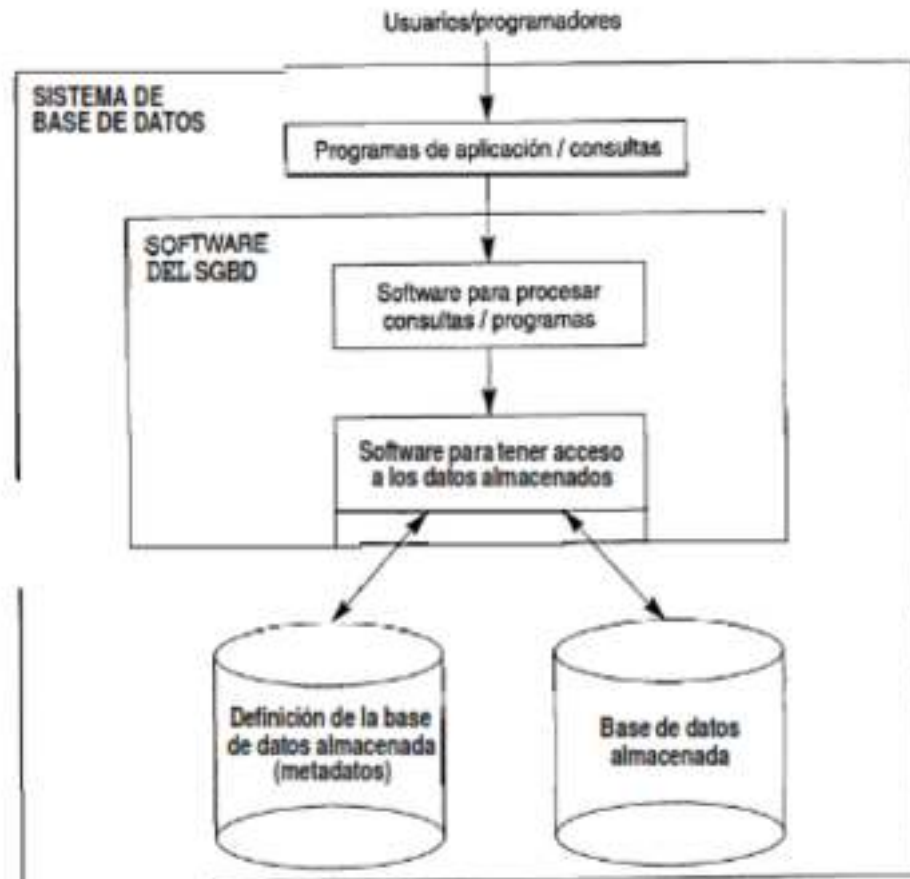 Usuarios/programadores
SISTEMA DE
BASE DE DATOS
Programas de aplicación / consultas
SOFTWARE
DEL SGBD
Software para procesar
consultas / programas
Software para tener acceso
a los datos almacenados
Definición de la base
de datos almacenada
(metadatos)
Base de datos
almacenada